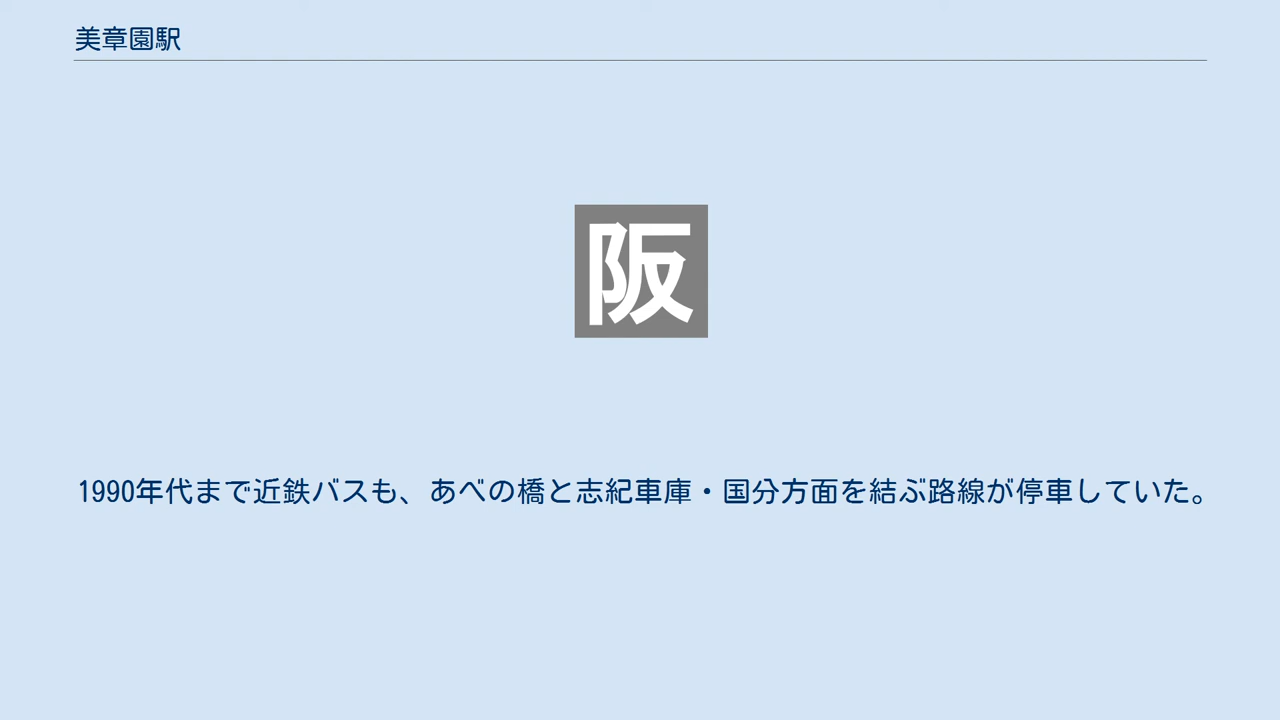 美章園駅
阪
1990年代まで近鉄バスも、あべの橋と志紀車庫・国分方面を結ぶ路線が停車していた。